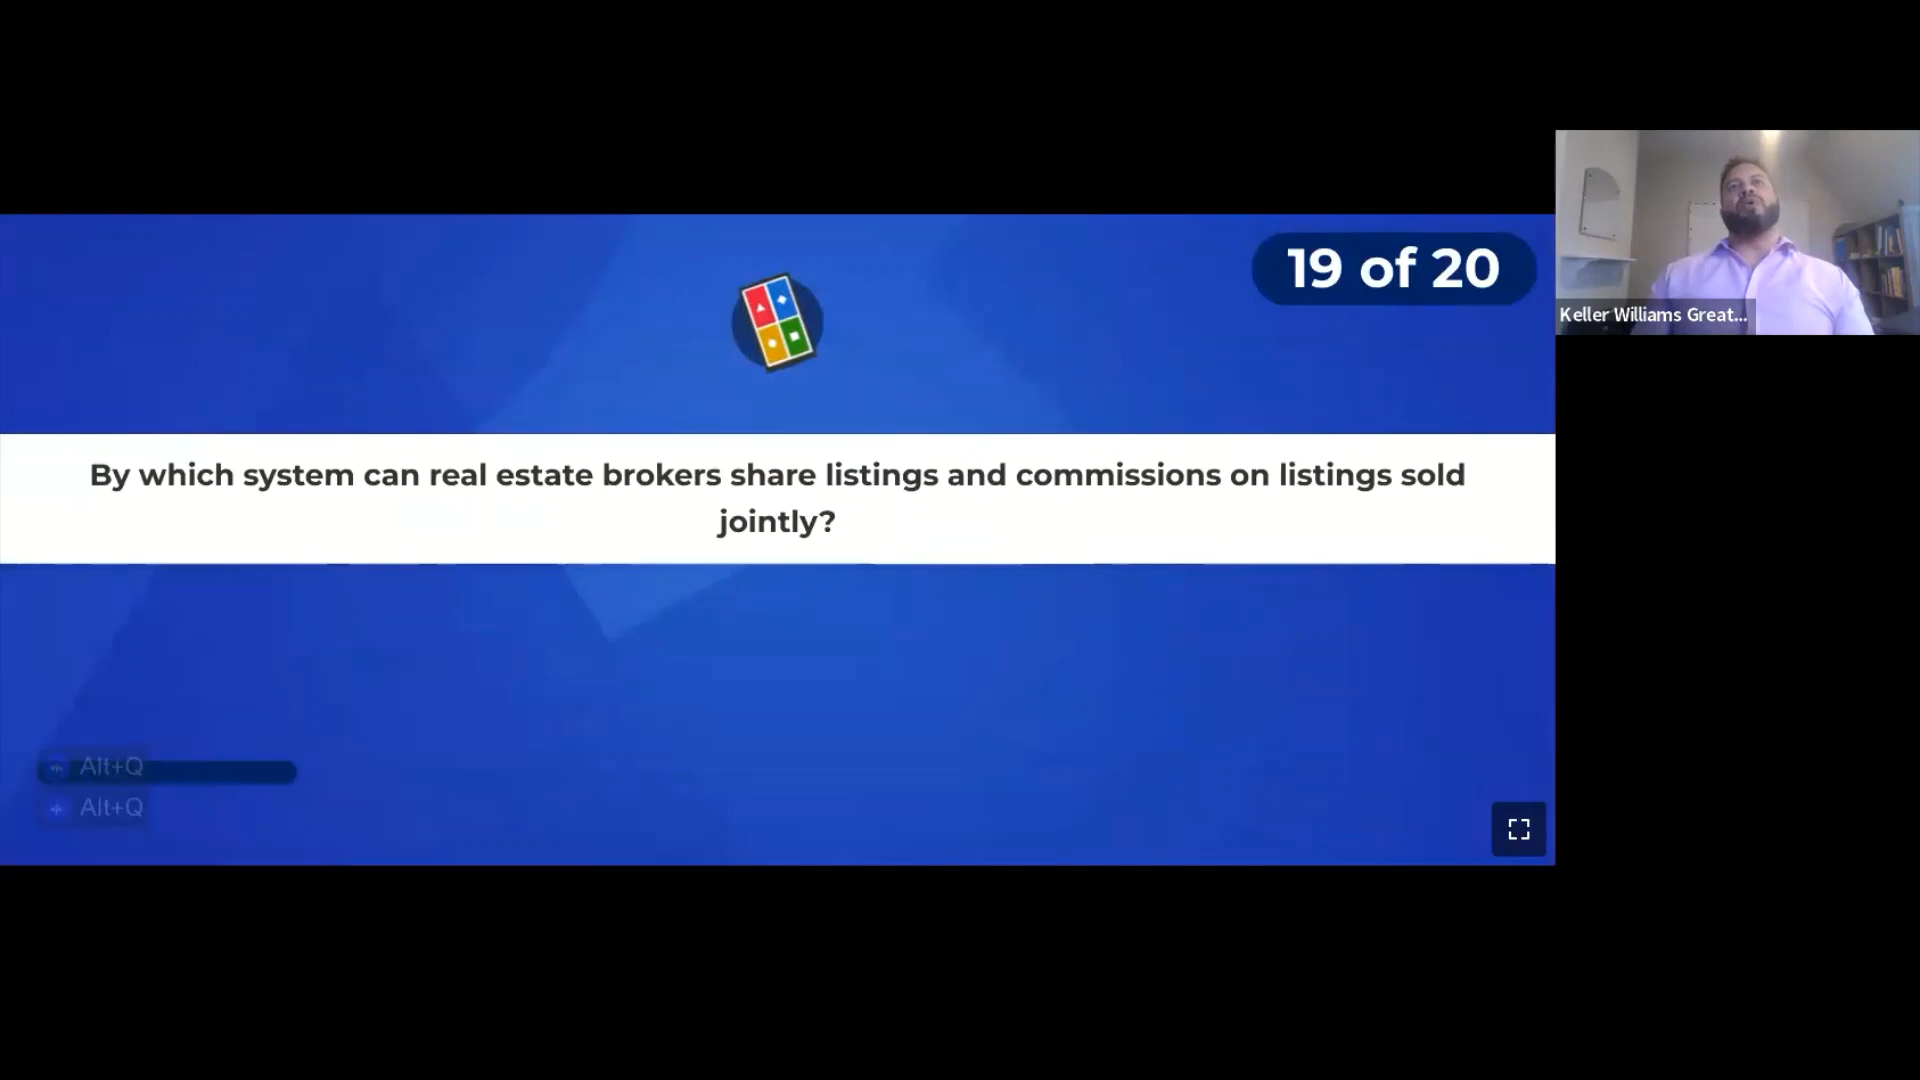 19 of 20
Keller Williams Great...
By which system can real estate brokers share listings and commissions on listings sold
jointly?
Alt+Q
Alt+Q